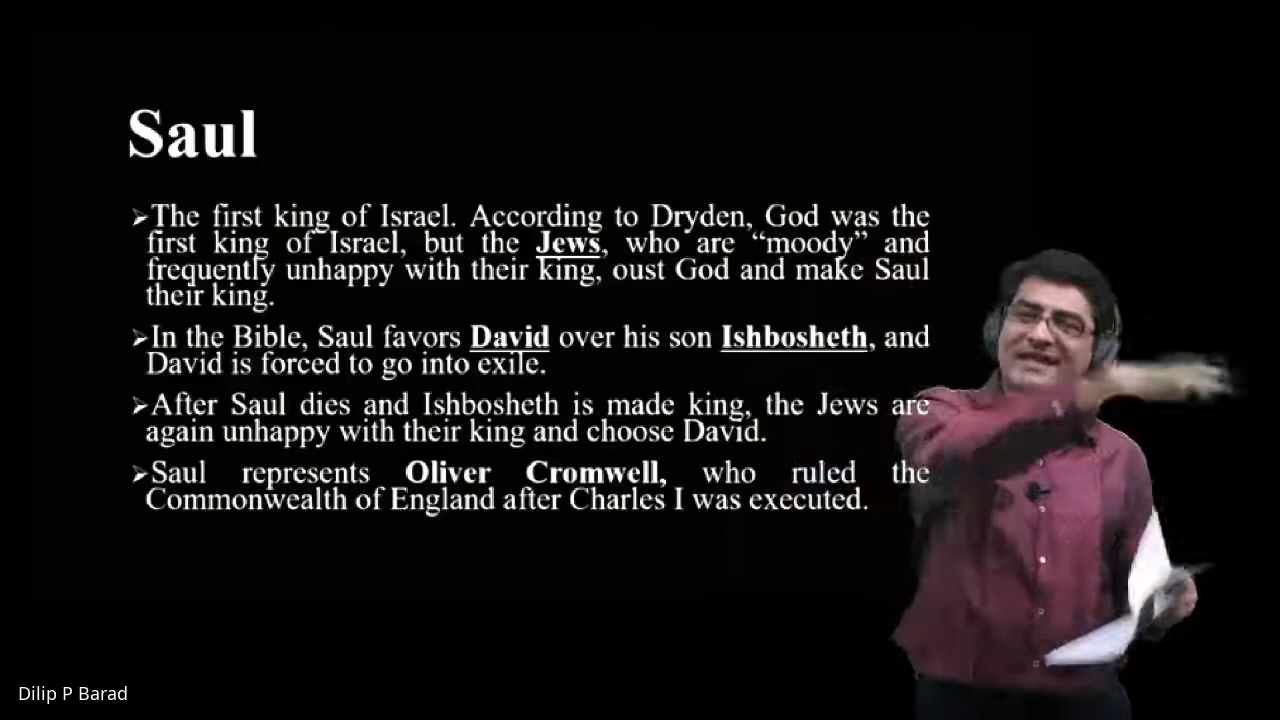 Saul
➢The first king of Israel. According to Dryden, God was the
first king of Israel, but the Jews, who are “moody” and
frequently unhappy with their king, oust God and make Saul
their king.
➢In the Bible, Saul favors David over his son Ishbosheth, and
David is forced to go into exile.
➢After Saul dies and Ishbosheth is made king, the Jews are
again unhappy with their king and choose David.
➢Saul represents Oliver Cromwell, who ruled the
Commonwealth of England after Charles I was executed.
Dilip P Barad